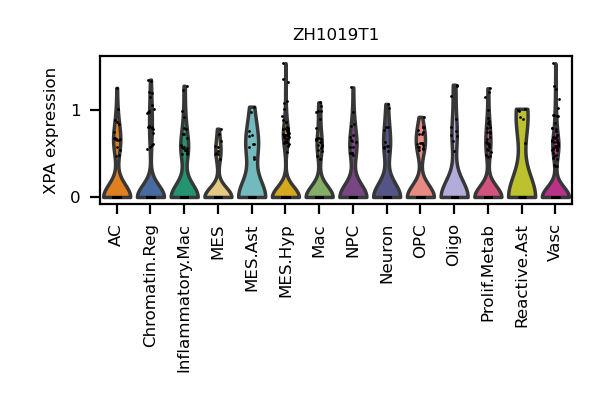 ZH1019T1
XPA expression
1
0
AC
Chromatin.Reg
Inflammatory.Mac
MES
MES.Ast
MES.Hyp
Mac
NPC
Neuron
OPC
Oligo
Prolif.Metab
Reactive.Ast
Vasc